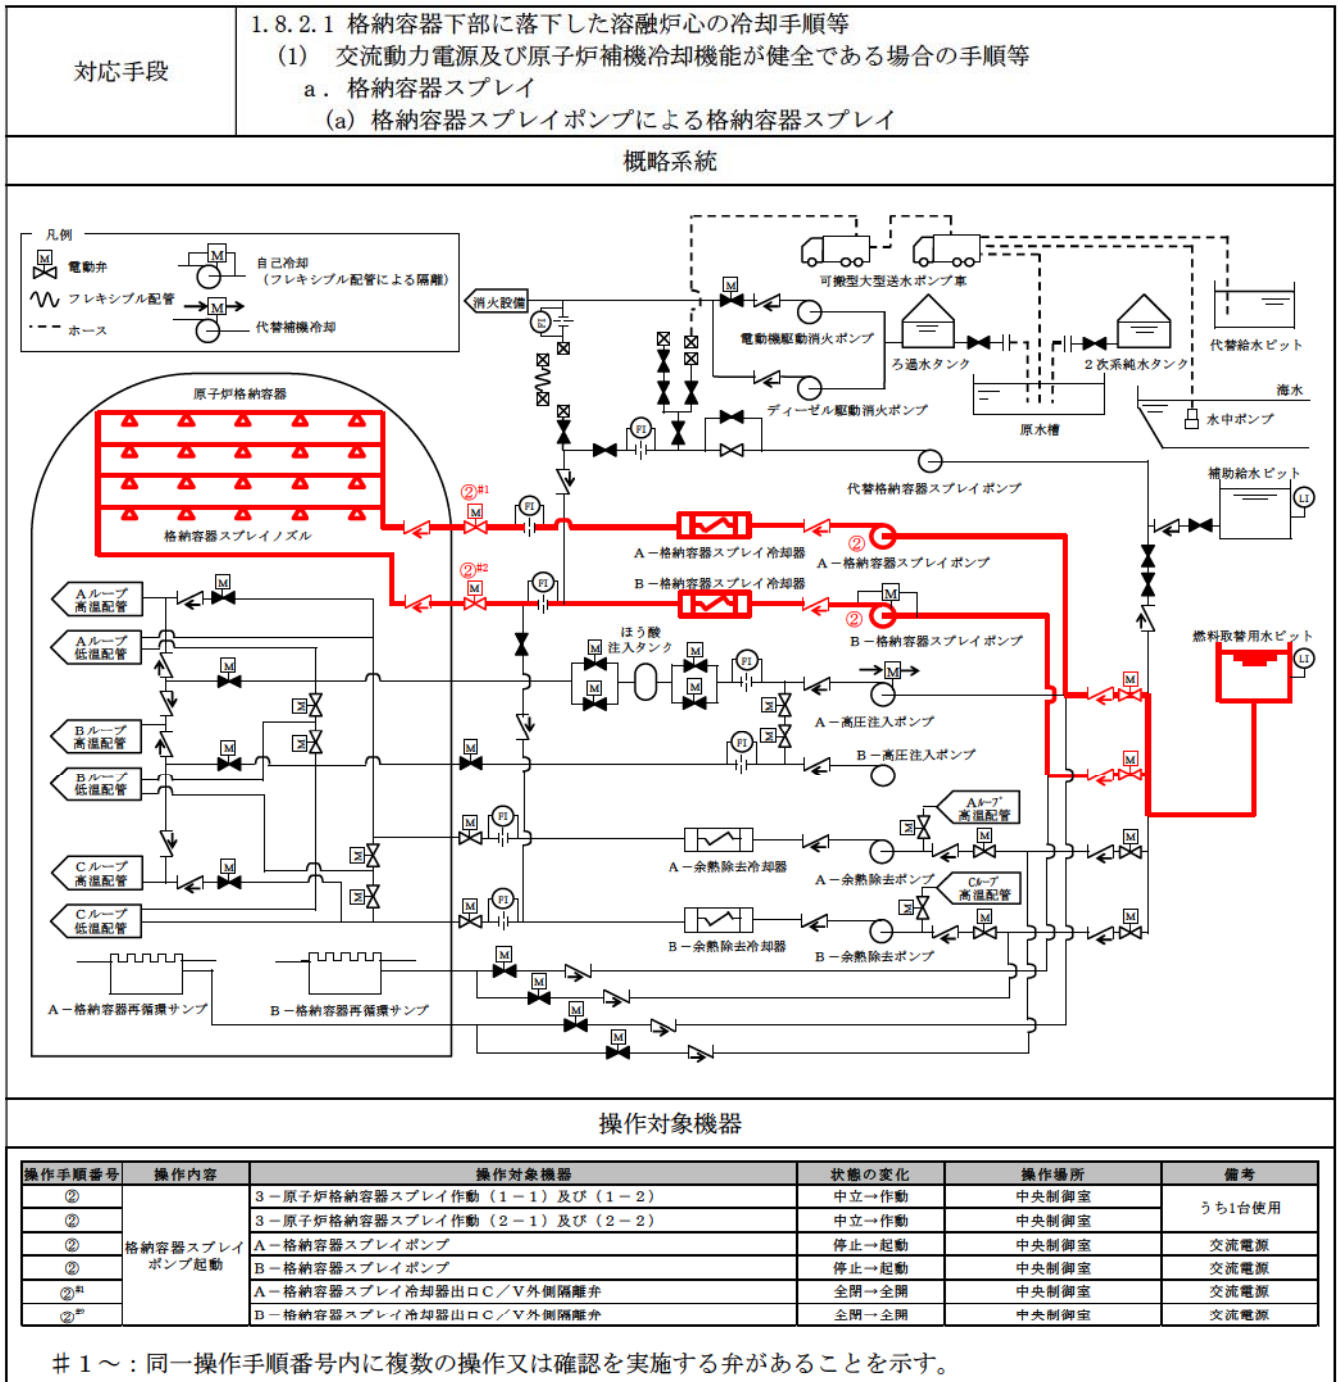 対応手段
1.8.2.1 格納容器下部に落下した溶融炉心の冷却手順等
(1) 交流動力電源及び原子炉補機冷却機能が健全である場合の手順等
a．格納容器スプレイ
(a) 格納容器スプレイポンプによる格納容器スプレイ
概略系統
凡例
M 電動弁
フレキシブル配管
ホース
M 自己冷却
(フレキシブル配管による隔離)
M 代替補機冷却
消火設備
FI
M
電動機駆動消火ポンプ
ディーゼル駆動消火ポンプ
可搬型大型送水ポンプ車
ろ過水タンク
2次系純水タンク
代替給水ピット
原水槽
海水
水中ポンプ
原子炉格納容器
格納容器スプレイノズル
FI
代替格納容器スプレイポンプ
補助給水ピット
LI
②#1
M
FI
A－格納容器スプレイ冷却器
②
A－格納容器スプレイポンプ
②#2
M
FI
B－格納容器スプレイ冷却器
②
M
B－格納容器スプレイポンプ
燃料取替用水ピット
LI
Aループ
高温配管
M
Aループ
低温配管
M
M
ほう酸
注入タンク
M
M
M
M
FI
M
A－高圧注入ポンプ
M
M
Bループ
高温配管
M
M
M
M
FI
B－高圧注入ポンプ
M
Bループ
低温配管
M
FI
A－余熱除去冷却器
A－余熱除去ポンプ
Aループ
高温配管
M
M
M
M
Cループ
高温配管
M
M
Cループ
低温配管
M
FI
B－余熱除去冷却器
B－余熱除去ポンプ
Cループ
高温配管
M
M
M
A－格納容器再循環サンプ
B－格納容器再循環サンプ
M
M
M
M
操作対象機器
操作手順番号 操作内容 操作対象機器 状態の変化 操作場所 備考
② 格納容器スプレイポンプ起動 3－原子炉格納容器スプレイ作動（1－1）及び（1－2） 中立→作動 中央制御室 うち1台使用
② 3－原子炉格納容器スプレイ作動（2－1）及び（2－2） 中立→作動 中央制御室
② A－格納容器スプレイポンプ 停止→起動 中央制御室 交流電源
② B－格納容器スプレイポンプ 停止→起動 中央制御室 交流電源
②#1 A－格納容器スプレイ冷却器出口C／V外側隔離弁 全閉→全開 中央制御室 交流電源
②#2 B－格納容器スプレイ冷却器出口C／V外側隔離弁 全閉→全開 中央制御室 交流電源
＃1～：同一操作手順番号内に複数の操作又は確認を実施する弁があることを示す。